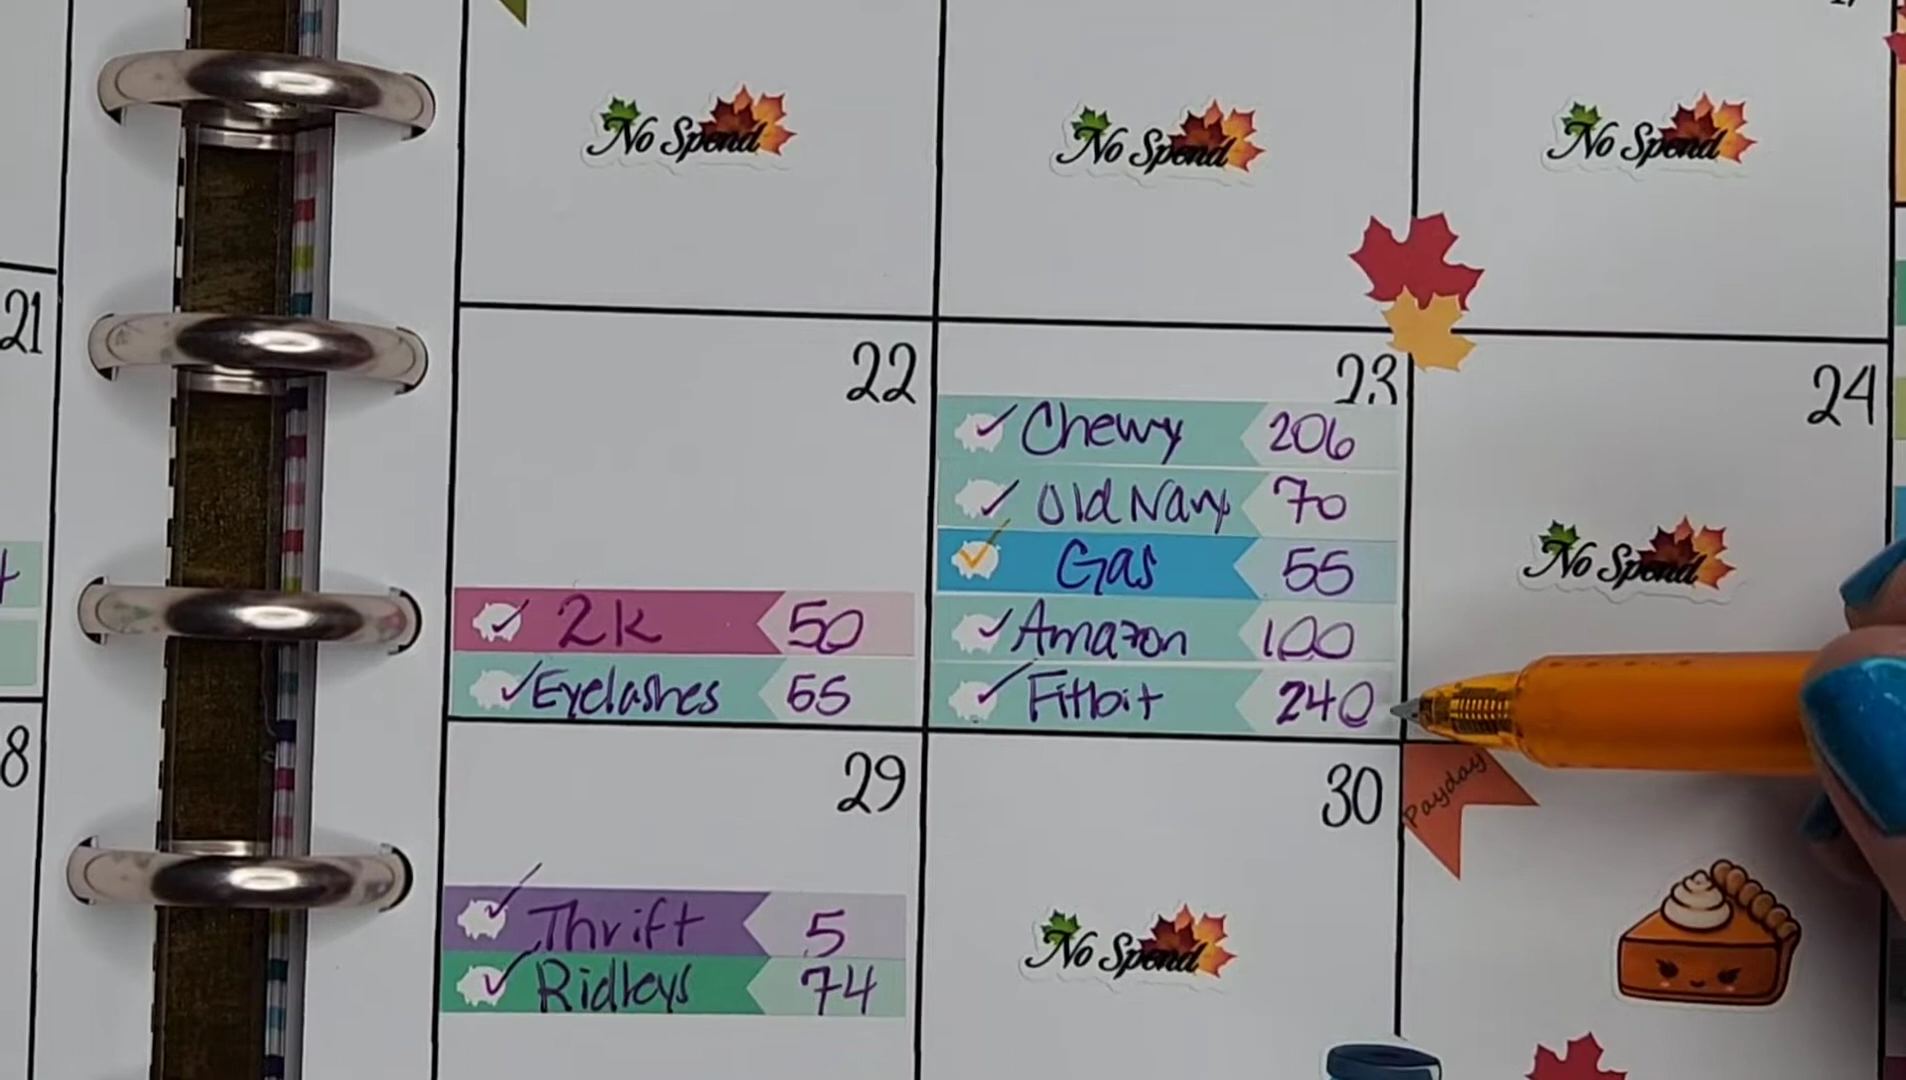 No Spend
No Spend
No Spend
21
22
2K 50
Eyelashes 55
23
Chewy 206
Old Navy 70
Gas 55
Amazon 100
Fitbit 240
24
No Spend
8
29
Thrift 5
Ridleys 74
30
No Spend
Payday